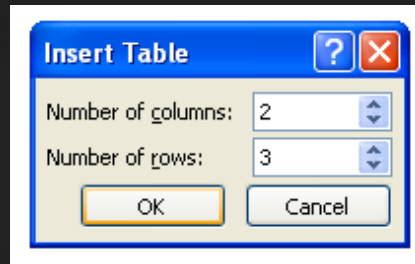 Insert Table ?
Number of columns: 2
Number of rows: 3
OK Cancel